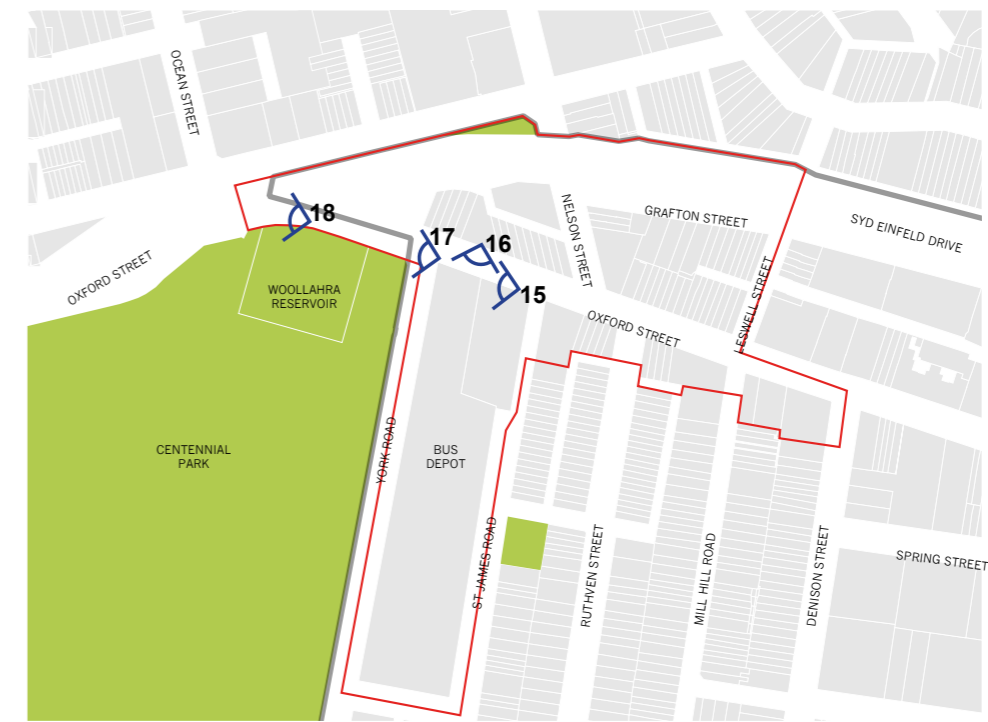 OCEAN STREET
18
17
16
15
NELSON STREET
GRAFTON STREET
SYD EINFELD DRIVE
OXFORD STREET
WOOLLAHRA
RESERVOIR
LESWELL STREET
OXFORD STREET
CENTENNIAL
PARK
YORK ROAD
BUS
DEPOT
ST JAMES ROAD
RUTHVEN STREET
MILL HILL ROAD
DENISON STREET
SPRING STREET